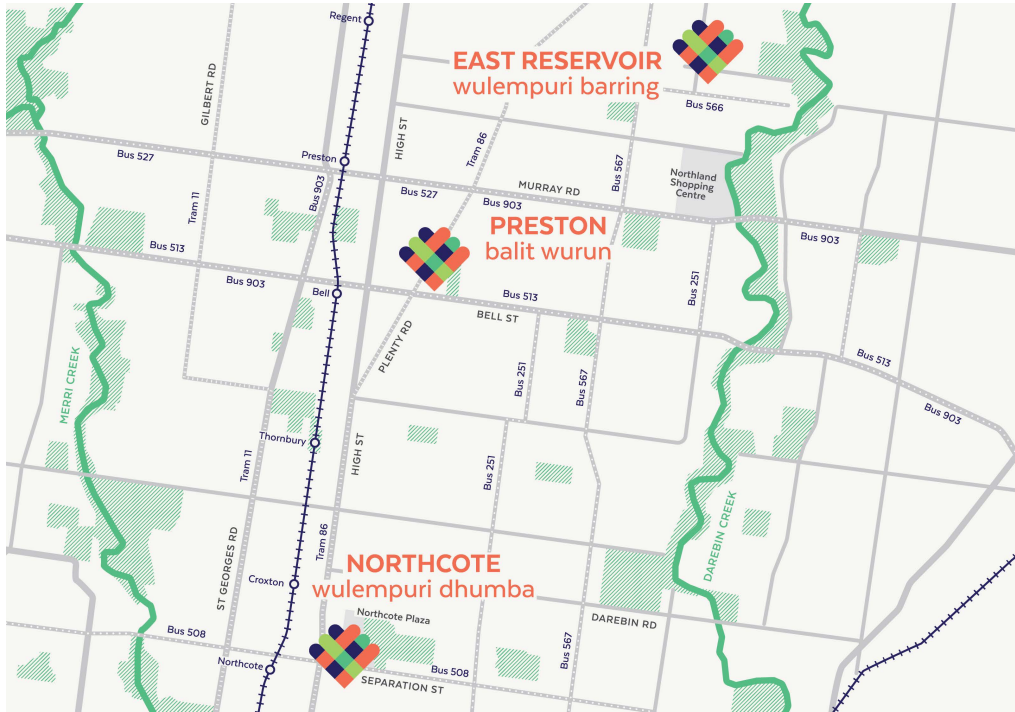 Regent
EAST RESERVOIR
wulempuri barring
GILBERT RD
Bus 566
HIGH ST
Tram 86
Preston
Bus 527
Bus 567
Northland
Shopping
Centre
Bus 903
Bus 527
MURRAY RD
Bus 903
Tram 11
PRESTON
balit wurun
Bus 513
Bus 903
Bus 903
Bell
Bus 513
Bus 251
BELL ST
PLENTY RD
MERRI CREEK
Bus 251
Bus 567
Bus 513
Bus 903
Thornbury
HIGH ST
Tram 11
Bus 251
DAREBIN CREEK
Tram 86
ST GEORGES RD
NORTHCOTE
wulempuri dhumba
Croxton
Northcote Plaza
DAREBIN RD
Bus 508
Bus 567
Northcote
Bus 508
SEPARATION ST